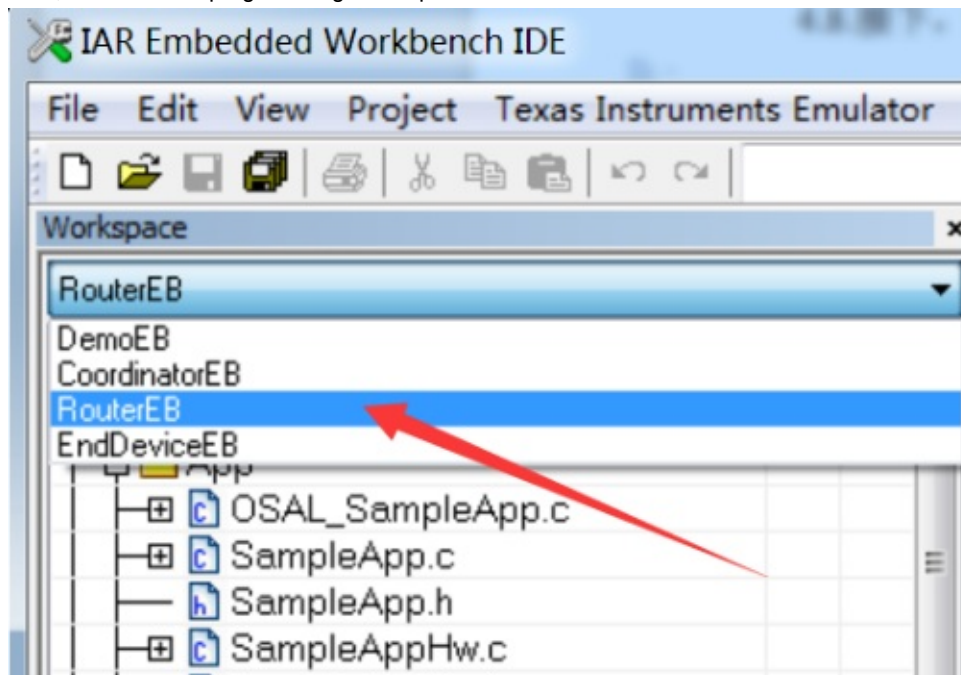 IAR Embedded Workbench IDE
File Edit View Project Texas Instruments Emulator
Workspace
RouterEB
DemoEB
CoordinatorEB
RouterEB
EndDeviceEB
App
OSAL_SampleApp.c
SampleApp.c
SampleApp.h
SampleAppHw.c